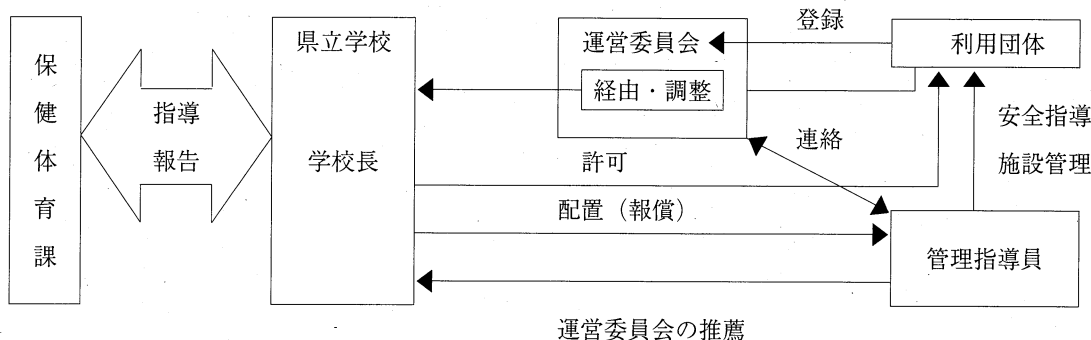 保健体育課
指導
報告
県立学校
学校長
運営委員会
経由・調整
登録
利用団体
安全指導
施設管理
連絡
許可
配置（報償）
管理指導員
運営委員会の推薦